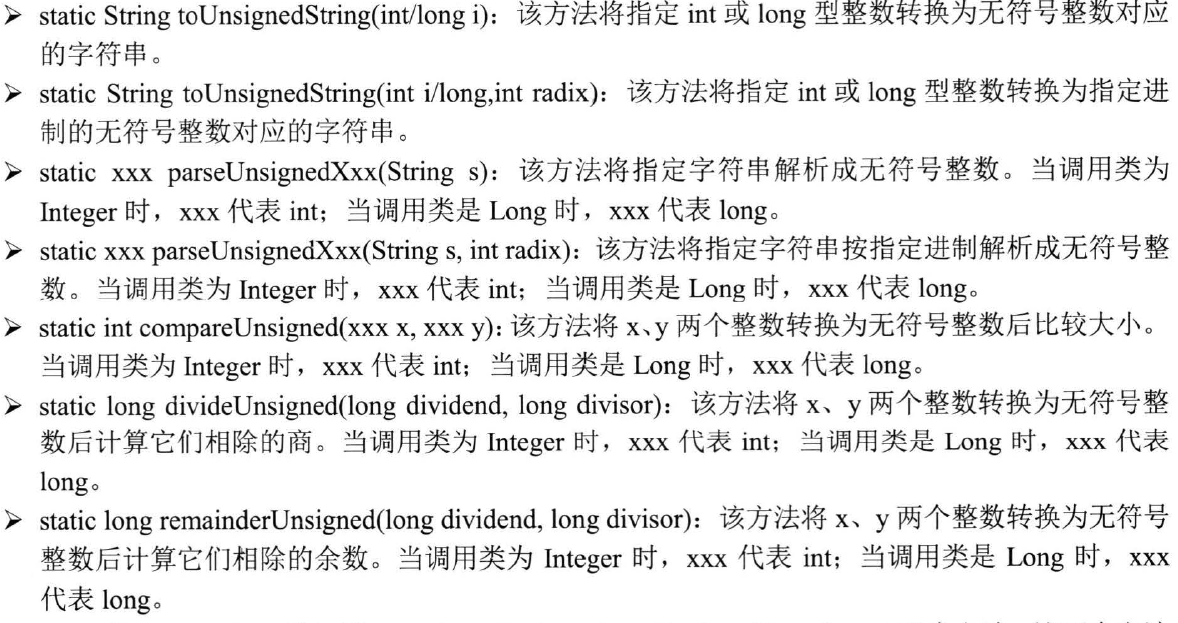 ➢ static String toUnsignedString(int/long i)：该方法将指定 int 或 long 型整数转换为无符号整数对应
的字符串。
➢ static String toUnsignedString(int i/long,int radix)：该方法将指定 int 或 long 型整数转换为指定进
制的无符号整数对应的字符串。
➢ static xxx parseUnsignedXxx(String s)：该方法将指定字符串解析成无符号整数。当调用类为
Integer 时，xxx 代表 int；当调用类是 Long 时，xxx 代表 long。
➢ static xxx parseUnsignedXxx(String s, int radix)：该方法将指定字符串按指定进制解析成无符号整
数。当调用类为 Integer 时，xxx 代表 int；当调用类是 Long 时，xxx 代表 long。
➢ static int compareUnsigned(xxx x, xxx y)：该方法将 x、y 两个整数转换为无符号整数后比较大小。
当调用类为 Integer 时，xxx 代表 int；当调用类是 Long 时，xxx 代表 long。
➢ static long divideUnsigned(long dividend, long divisor)：该方法将 x、y 两个整数转换为无符号整
数后计算它们相除的商。当调用类为 Integer 时，xxx 代表 int；当调用类是 Long 时，xxx 代表
long。
➢ static long remainderUnsigned(long dividend, long divisor)：该方法将 x、y 两个整数转换为无符号
整数后计算它们相除的余数。当调用类为 Integer 时，xxx 代表 int；当调用类是 Long 时，xxx
代表 long。